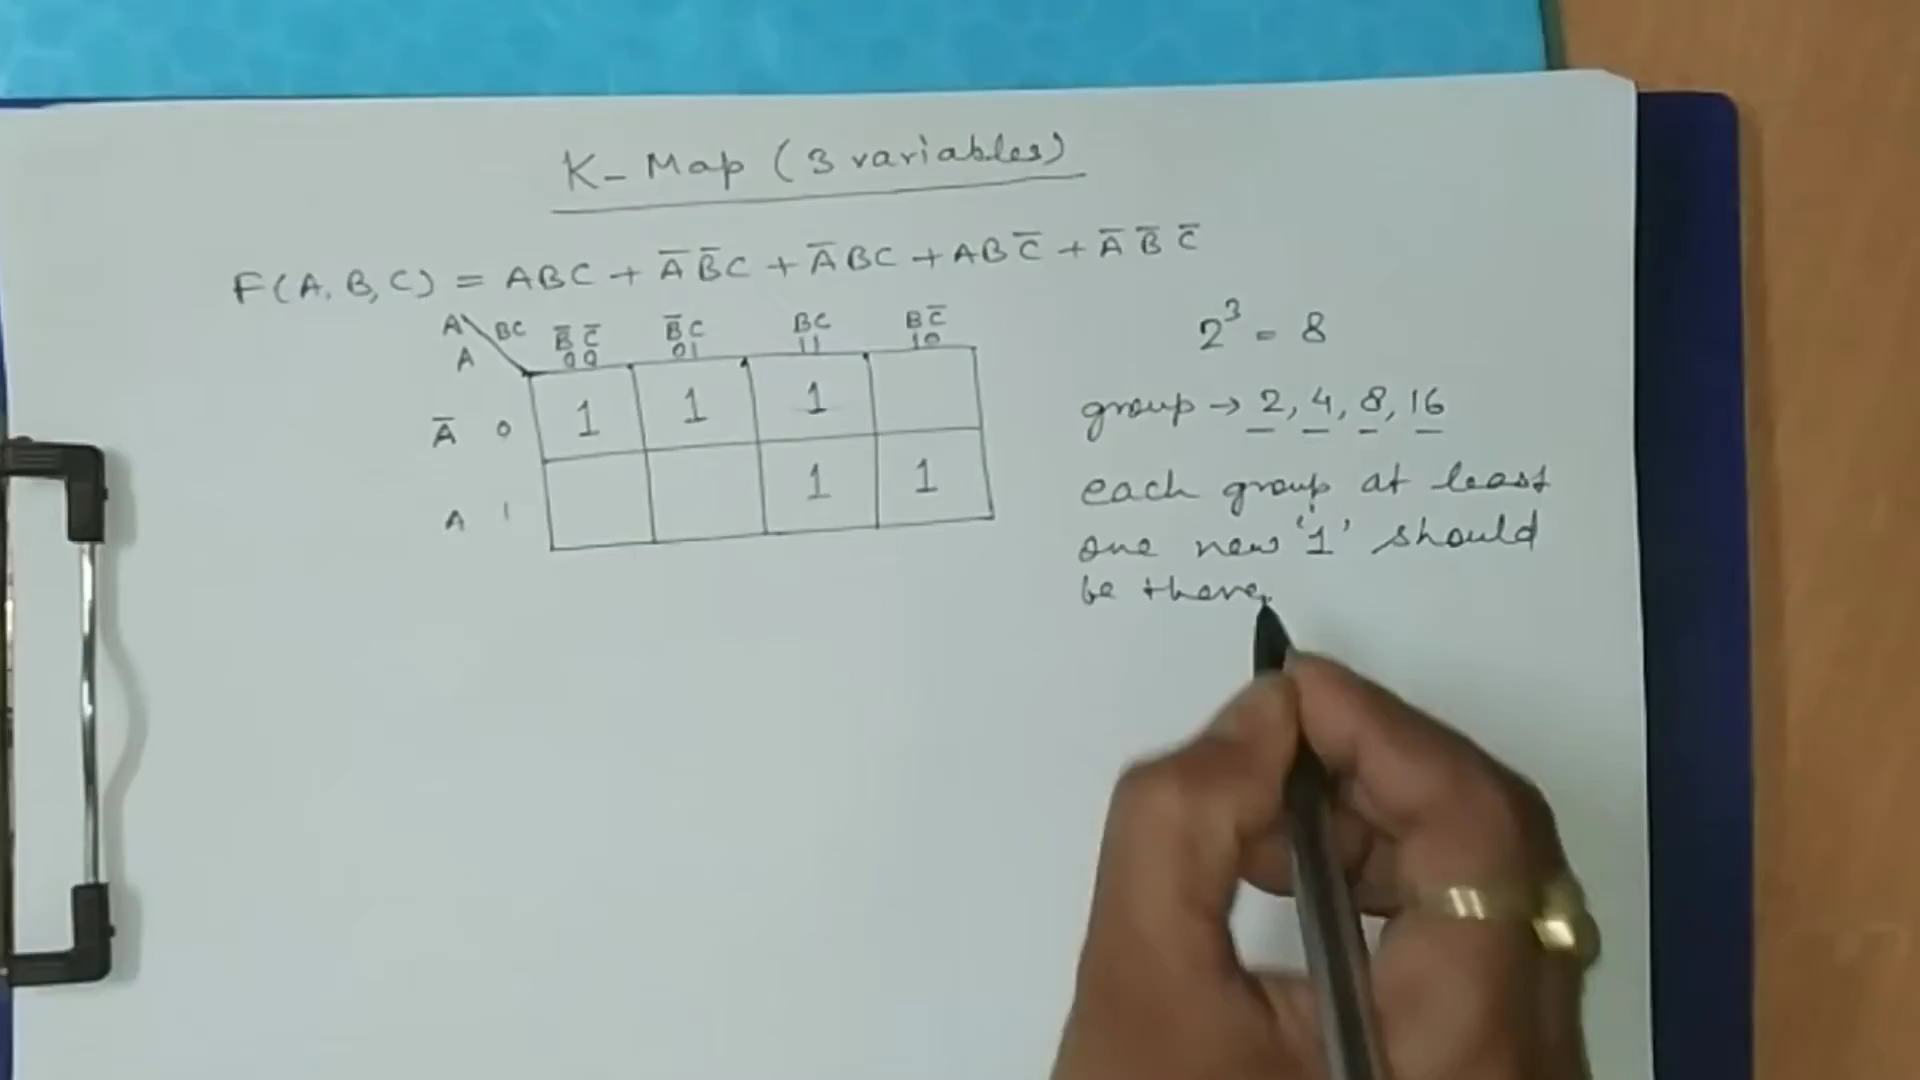 K-Map (3 variables)
F(A, B, C) = ABC + A̅B̅C + A̅BC + ABC̅ + A̅ B̅ C̅
A BC B̅ C̅ B̅C BC BC̅
A 00 01 11 10
A̅ 0 1 1 1
A 1 1 1
2³ = 8
group → 2, 4, 8, 16
each group at least
one new '1' should
be there